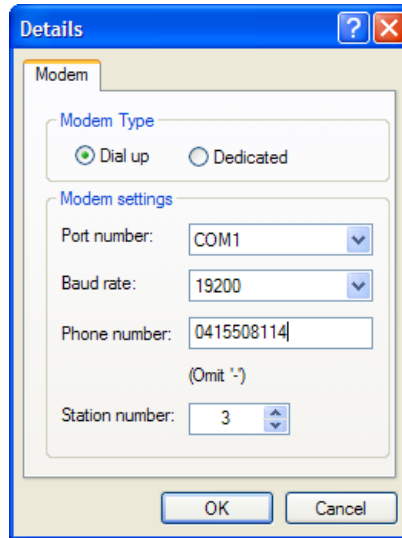 Details
Modem
Modem Type
Dial up Dedicated
Modem settings
Port number: COM1
Baud rate: 19200
Phone number: 0415508114
(Omit '-')
Station number: 3
OK Cancel